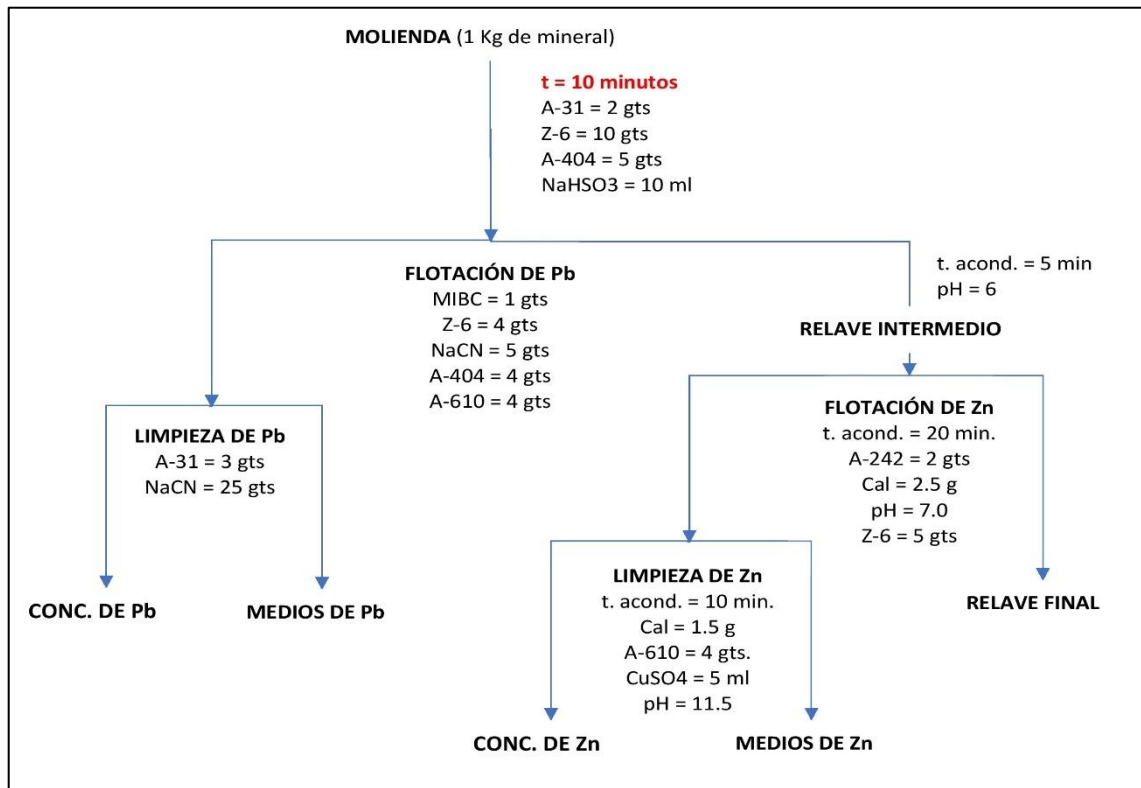 MOLIENDA (1 Kg de mineral)
t = 10 minutos
A-31 = 2 gts
Z-6 = 10 gts
A-404 = 5 gts
NaHSO3 = 10 ml
FLOTACIÓN DE Pb
MIBC = 1 gts
Z-6 = 4 gts
NaCN = 5 gts
A-404 = 4 gts
A-610 = 4 gts
t. acond. = 5 min
pH = 6
RELAVE INTERMEDIO
LIMPIEZA DE Pb
A-31 = 3 gts
NaCN = 25 gts
FLOTACIÓN DE Zn
t. acond. = 20 min.
A-242 = 2 gts
Cal = 2.5 g
pH = 7.0
Z-6 = 5 gts
CONC. DE Pb
MEDIOS DE Pb
LIMPIEZA DE Zn
t. acond. = 10 min.
Cal = 1.5 g
A-610 = 4 gts.
CuSO4 = 5 ml
pH = 11.5
RELAVE FINAL
CONC. DE Zn
MEDIOS DE Zn